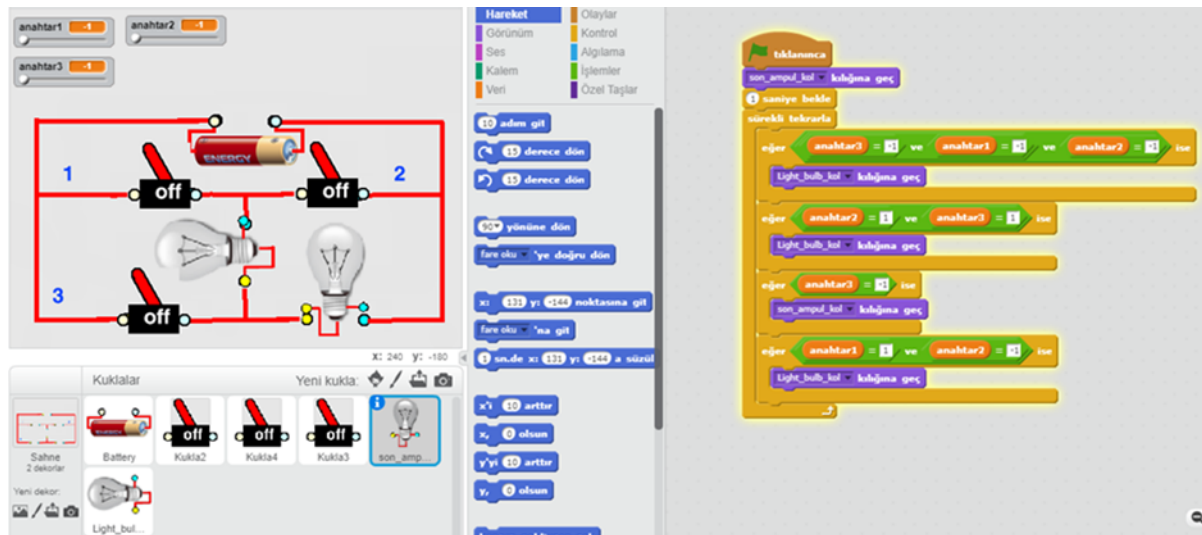 anahtar1 -1
anahtar2 -1
anahtar3 -1
ENERGY
1
off
off
2
3
off
X: 240 y: -180
Kuklalar
Yeni kukla:
Sahne
2 dekorlar
Yeni dekor:
Battery
Kukla2
Kukla4
Kukla3
son_amp...
Light_bul...
Hareket
Görünüm
Ses
Kalem
Veri
Olaylar
Kontrol
Algılama
İşlemler
Özel Taşlar
10 adım git
15 derece dön
15 derece dön
90 yönüne dön
fare oku 'ye doğru dön
x: 131 y: -144 noktasına git
fare oku 'na git
1 sn.de x: 131 y: -144 a süzül
x'i 10 arttır
x, 0 olsun
y'yi 10 arttır
y, 0 olsun
tıklanınca
son_ampul_kol kılığına geç
1 saniye bekle
sürekli tekrarla
eğer anahtar3 = -1 ve anahtar1 = -1 ve anahtar2 = -1 ise
Light_bulb_kol kılığına geç
eğer anahtar2 = 1 ve anahtar3 = 1 ise
Light_bulb_kol kılığına geç
eğer anahtar3 = -1 ise
son_ampul_kol kılığına geç
eğer anahtar1 = 1 ve anahtar2 = -1 ise
Light_bulb_kol kılığına geç